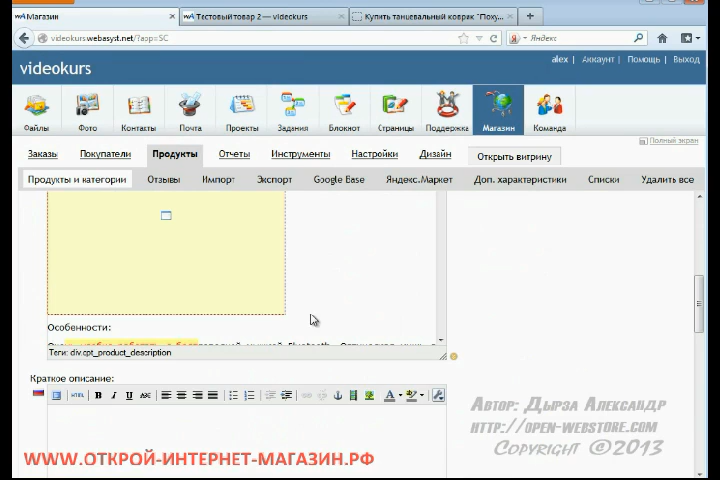 Магазин
Тестовый товар 2 — videokurs
Купить танцевальный коврик "Поху...
videokurs.webasyst.net/?app=SC
Яндекс
alex | Аккаунт | Помощь | Выход
videokurs
Файлы Фото Контакты Почта Проекты Задания Блокнот Страницы Поддержка Магазин Команда
Полный экран
Заказы Покупатели Продукты Отчеты Инструменты Настройки Дизайн Открыть витрину
Продукты и категории Отзывы Импорт Экспорт Google Base Яндекс.Маркет Доп. характеристики Списки Удалить все
Особенности:
Теги: div.cpt_product_description
Краткое описание:
HTML B I U ABC
Автор: Дырза Александр
http://open-webstore.com
Copyright ©2013
www.открой-интернет-магазин.рф